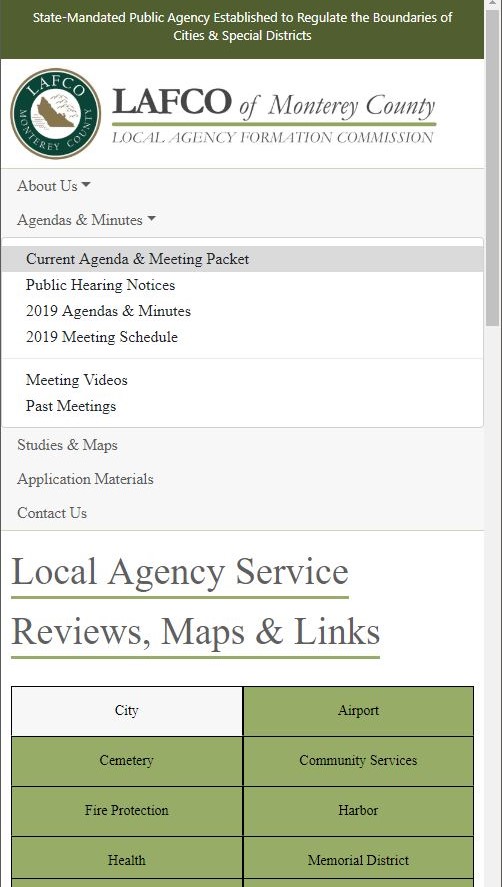 State-Mandated Public Agency Established to Regulate the Boundaries of
Cities & Special Districts
LAFCO
MONTEREY COUNTY
LAFCO of Monterey County
LOCAL AGENCY FORMATION COMMISSION
About Us
Agendas & Minutes
Current Agenda & Meeting Packet
Public Hearing Notices
2019 Agendas & Minutes
2019 Meeting Schedule
Meeting Videos
Past Meetings
Studies & Maps
Application Materials
Contact Us
Local Agency Service
Reviews, Maps & Links
City
Airport
Cemetery
Community Services
Fire Protection
Harbor
Health
Memorial District